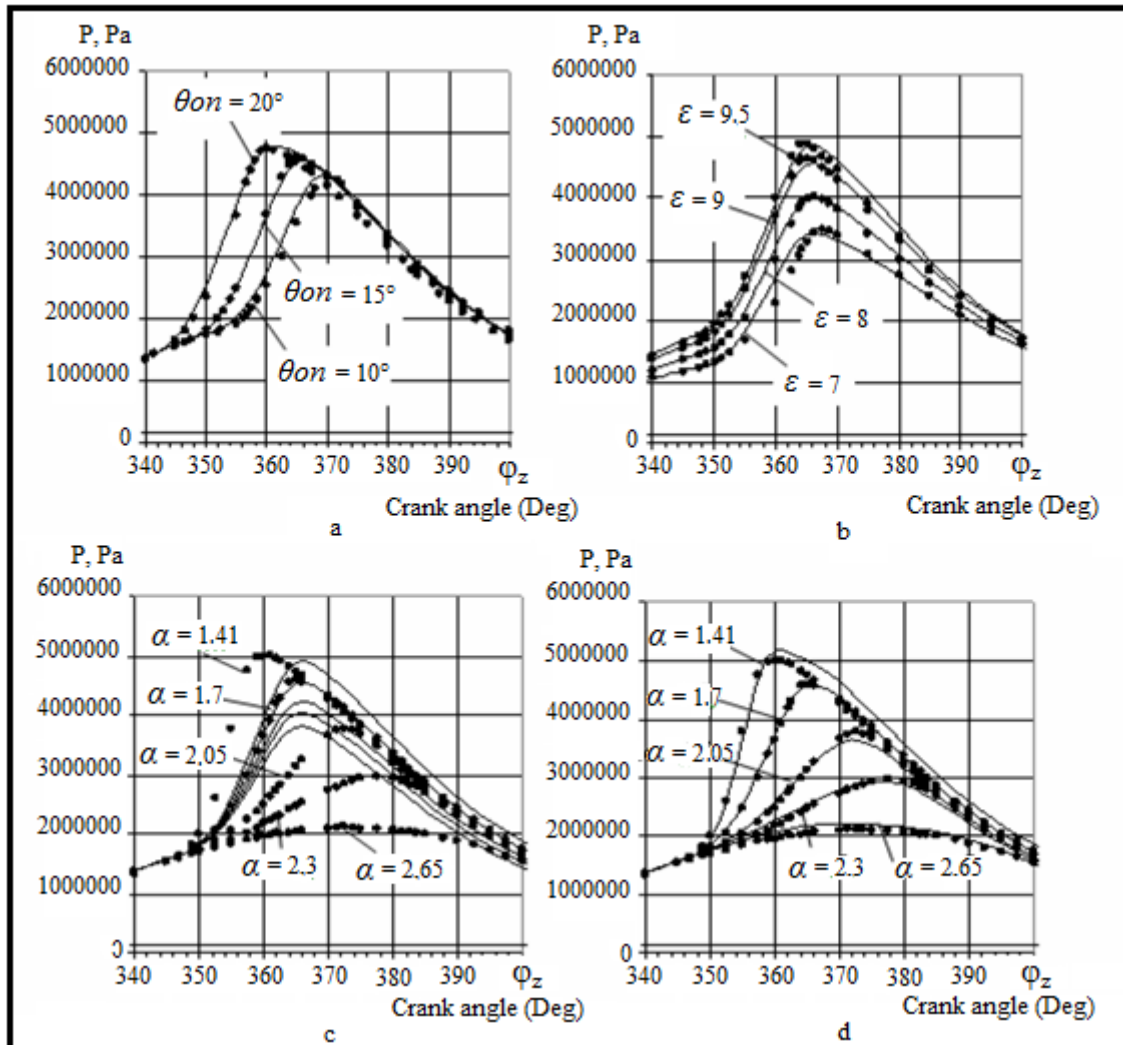 P, Pa
6000000
5000000
4000000
3000000
2000000
1000000
0
θon = 20°
θon = 15°
θon = 10°
340 350 360 370 380 390 φz
Crank angle (Deg)
a
P, Pa
6000000
5000000
4000000
3000000
2000000
1000000
0
ε = 9.5
ε = 9
ε = 8
ε = 7
340 350 360 370 380 390 φz
Crank angle (Deg)
b
P, Pa
6000000
5000000
4000000
3000000
2000000
1000000
0
α = 1.41
α = 1.7
α = 2.05
α = 2.3
α = 2.65
340 350 360 370 380 390 φz
Crank angle (Deg)
c
P, Pa
6000000
5000000
4000000
3000000
2000000
1000000
0
α = 1.41
α = 1.7
α = 2.05
α = 2.3
α = 2.65
340 350 360 370 380 390 φz
Crank angle (Deg)
d